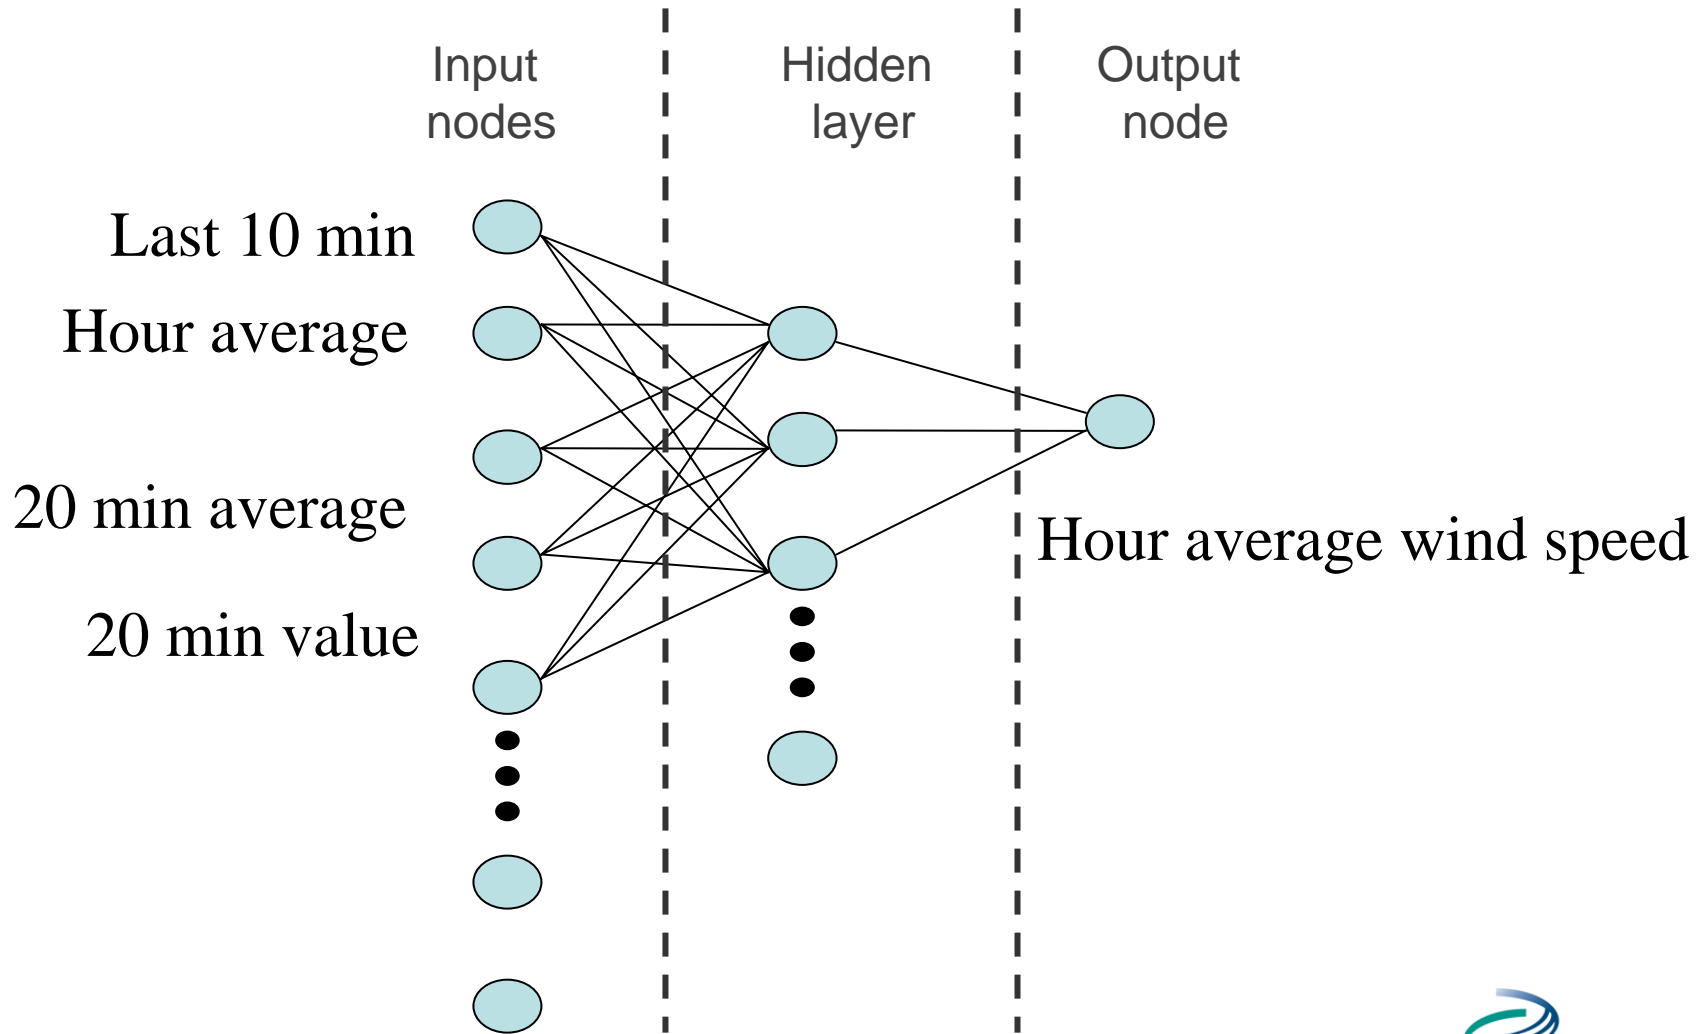 Input
nodes
Hidden
layer
Output
node
Last 10 min
Hour average
20 min average
20 min value
Hour average wind speed